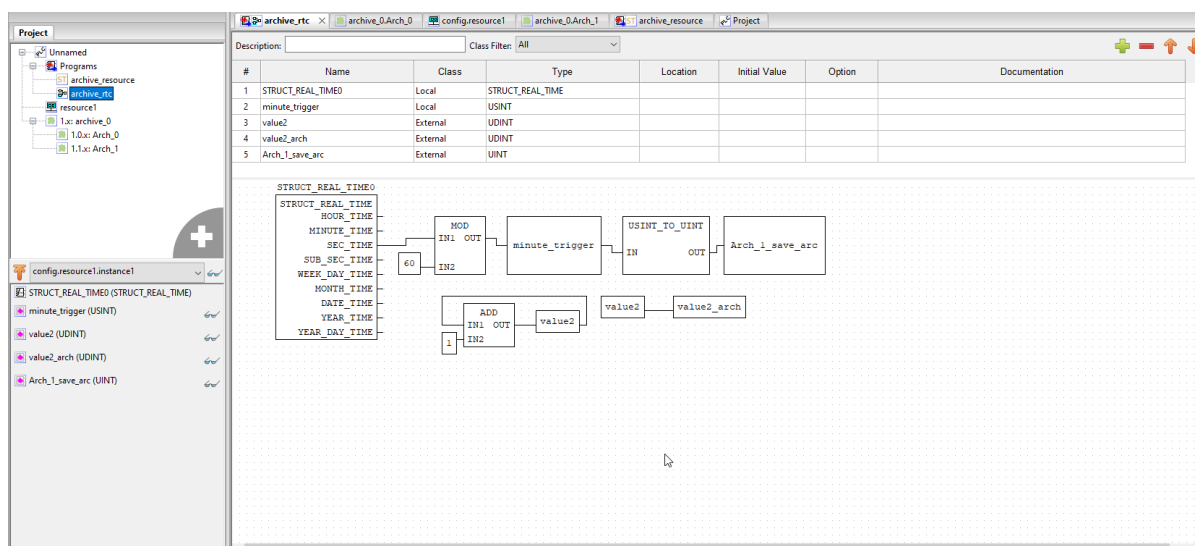 archive_rtc
archive_0.Arch_0
config.resource1
archive_0.Arch_1
ST archive_resource
Project
Project
Unnamed
Programs
ST archive_resource
archive_rtc
resource1
1.x: archive_0
1.0.x: Arch_0
1.1.x: Arch_1
config.resource1.instance1
STRUCT_REAL_TIME0 (STRUCT_REAL_TIME)
minute_trigger (USINT)
value2 (UDINT)
value2_arch (UDINT)
Arch_1_save_arc (UINT)
Description: Class Filter: All
# Name Class Type Location Initial Value Option Documentation
1 STRUCT_REAL_TIME0 Local STRUCT_REAL_TIME
2 minute_trigger Local USINT
3 value2 External UDINT
4 value2_arch External UDINT
5 Arch_1_save_arc External UINT
STRUCT_REAL_TIME0
STRUCT_REAL_TIME
HOUR_TIME
MINUTE_TIME
SEC_TIME
SUB_SEC_TIME
WEEK_DAY_TIME
MONTH_TIME
DATE_TIME
YEAR_TIME
YEAR_DAY_TIME
60
MOD
IN1 OUT
IN2
minute_trigger
USINT_TO_UINT
IN OUT
Arch_1_save_arc
1
ADD
IN1 OUT
IN2
value2
value2
value2_arch